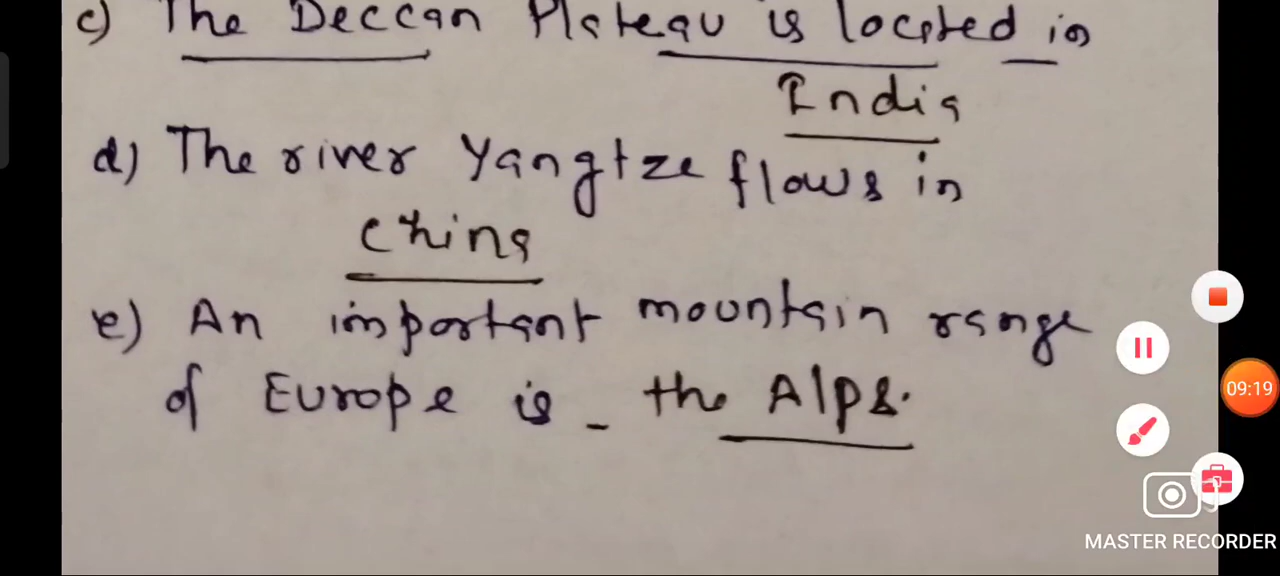 c) The Deccan Plateau is located in
India
d) The river Yangtze flows in
China
e) An important mountain range
of Europe is - the Alps.
09:19
MASTER RECORDER